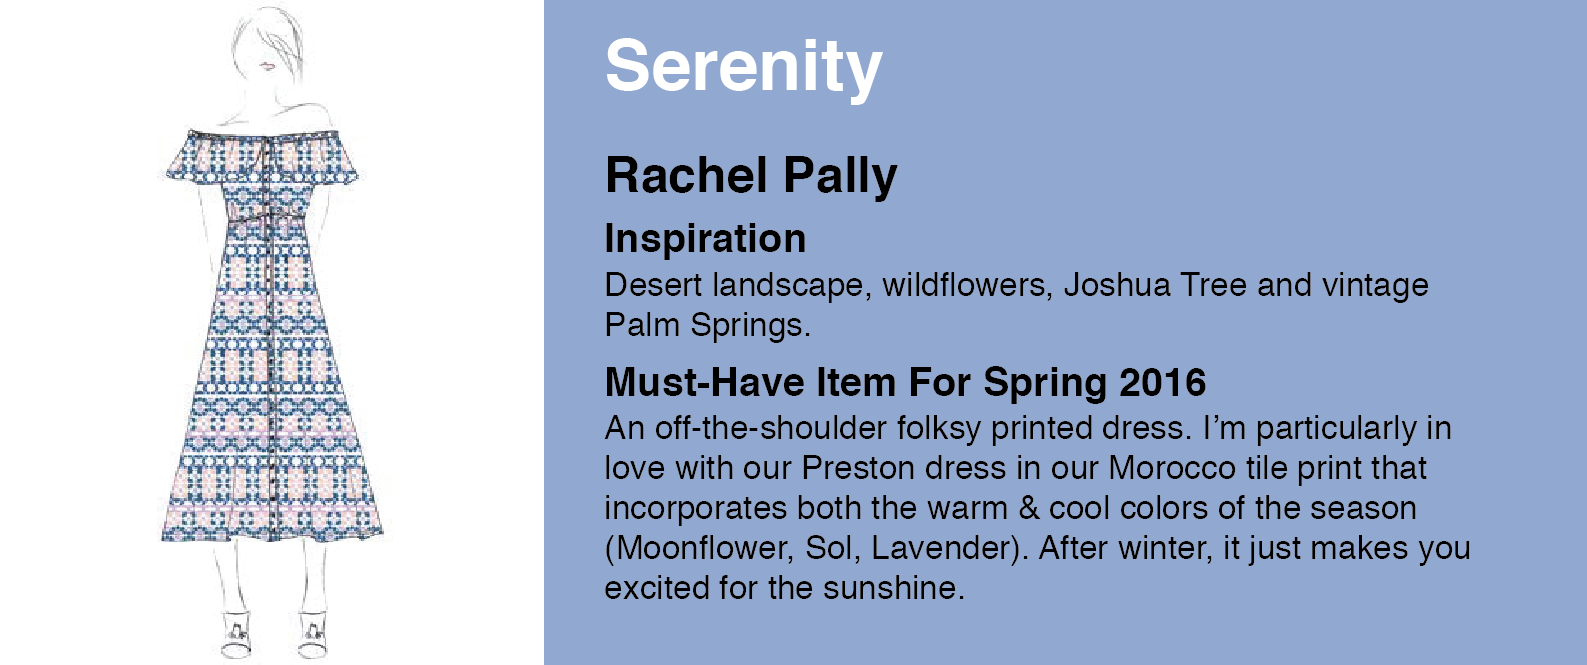 Serenity
Rachel Pally
Inspiration
Desert landscape, wildflowers, Joshua Tree and vintage
Palm Springs.
Must-Have Item For Spring 2016
An off-the-shoulder folksy printed dress. I’m particularly in
love with our Preston dress in our Morocco tile print that
incorporates both the warm & cool colors of the season
(Moonflower, Sol, Lavender). After winter, it just makes you
excited for the sunshine.